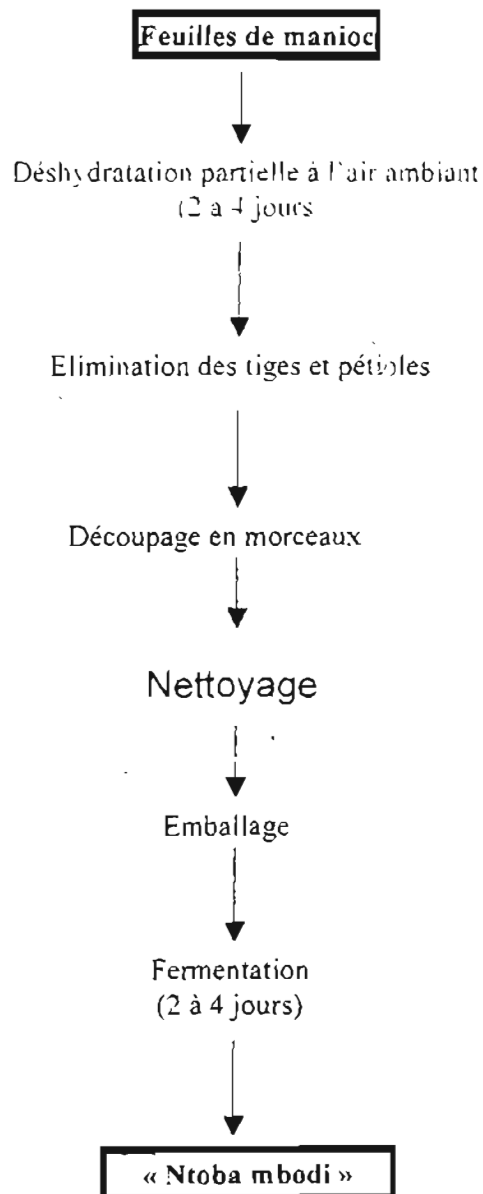 Feuilles de manioc
Déshydratation partielle à l'air ambiant
(2 à 4 jours
Elimination des tiges et pétioles
Découpage en morceaux
Nettoyage
Emballage
Fermentation
(2 à 4 jours)
« Ntoba mbodi »